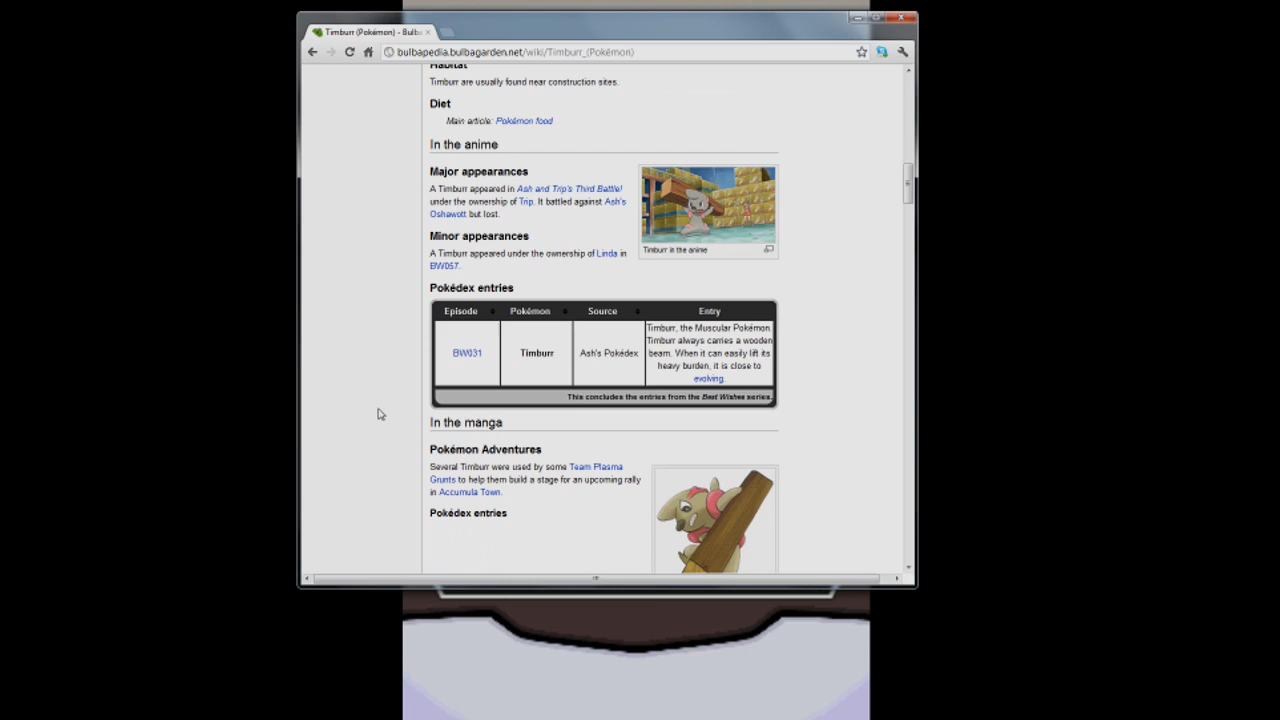 Timburr (Pokémon) - Bulba
bulbapedia.bulbagarden.net/wiki/Timburr_(Pokémon)
Habitat
Timburr are usually found near construction sites.
Diet
Main article: Pokémon food
In the anime
Major appearances
A Timburr appeared in Ash and Trip's Third Battle!
under the ownership of Trip. It battled against Ash's
Oshawott but lost.
Timburr in the anime
Minor appearances
A Timburr appeared under the ownership of Linda in
BW057.
Pokédex entries
Episode Pokémon Source Entry
BW031 Timburr Ash's Pokédex
Timburr, the Muscular Pokémon.
Timburr always carries a wooden
beam. When it can easily lift its
heavy burden, it is close to
evolving.
This concludes the entries from the Best Wishes series.
In the manga
Pokémon Adventures
Several Timburr were used by some Team Plasma
Grunts to help them build a stage for an upcoming rally
in Accumula Town.
Pokédex entries